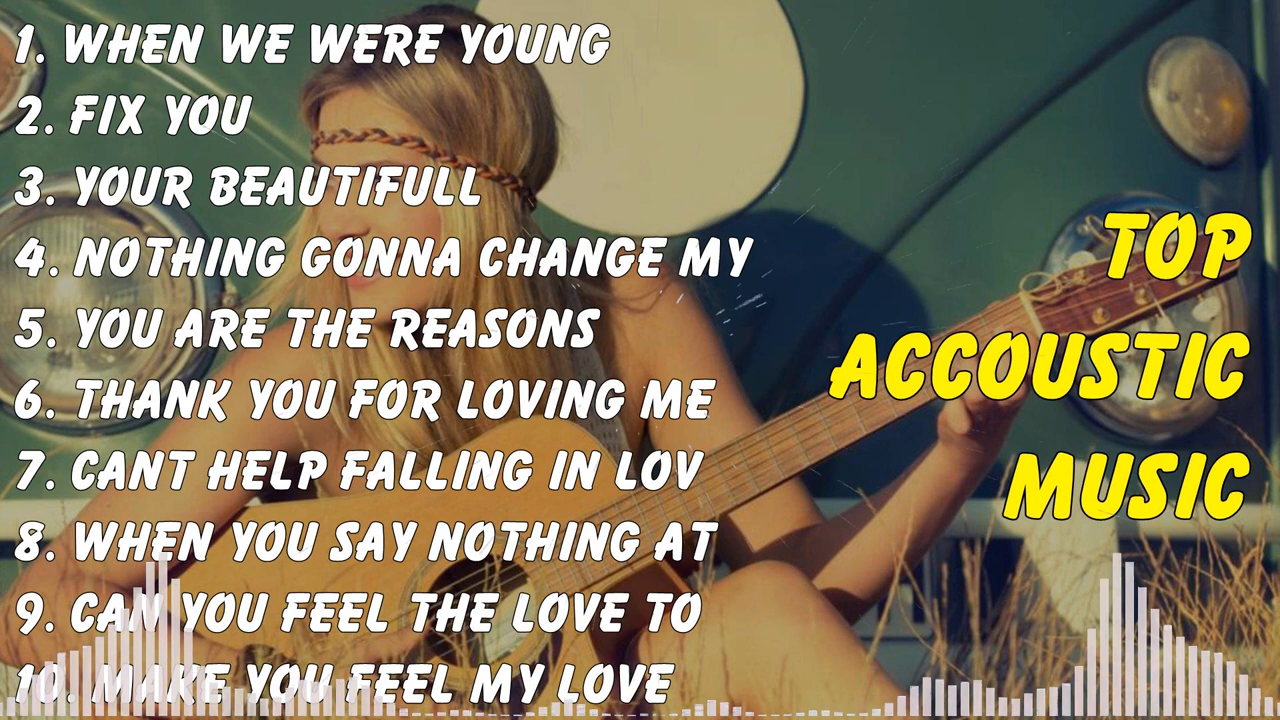 1. WHEN WE WERE YOUNG
2. FIX YOU
3. YOUR BEAUTIFULL
4. NOTHING GONNA CHANGE MY
5. YOU ARE THE REASONS
6. THANK YOU FOR LOVING ME
7. CANT HELP FALLING IN LOV
8. WHEN YOU SAY NOTHING AT
9. CAN YOU FEEL THE LOVE TO
10. MAKE YOU FEEL MY LOVE
TOP
ACCOUSTIC
MUSIC